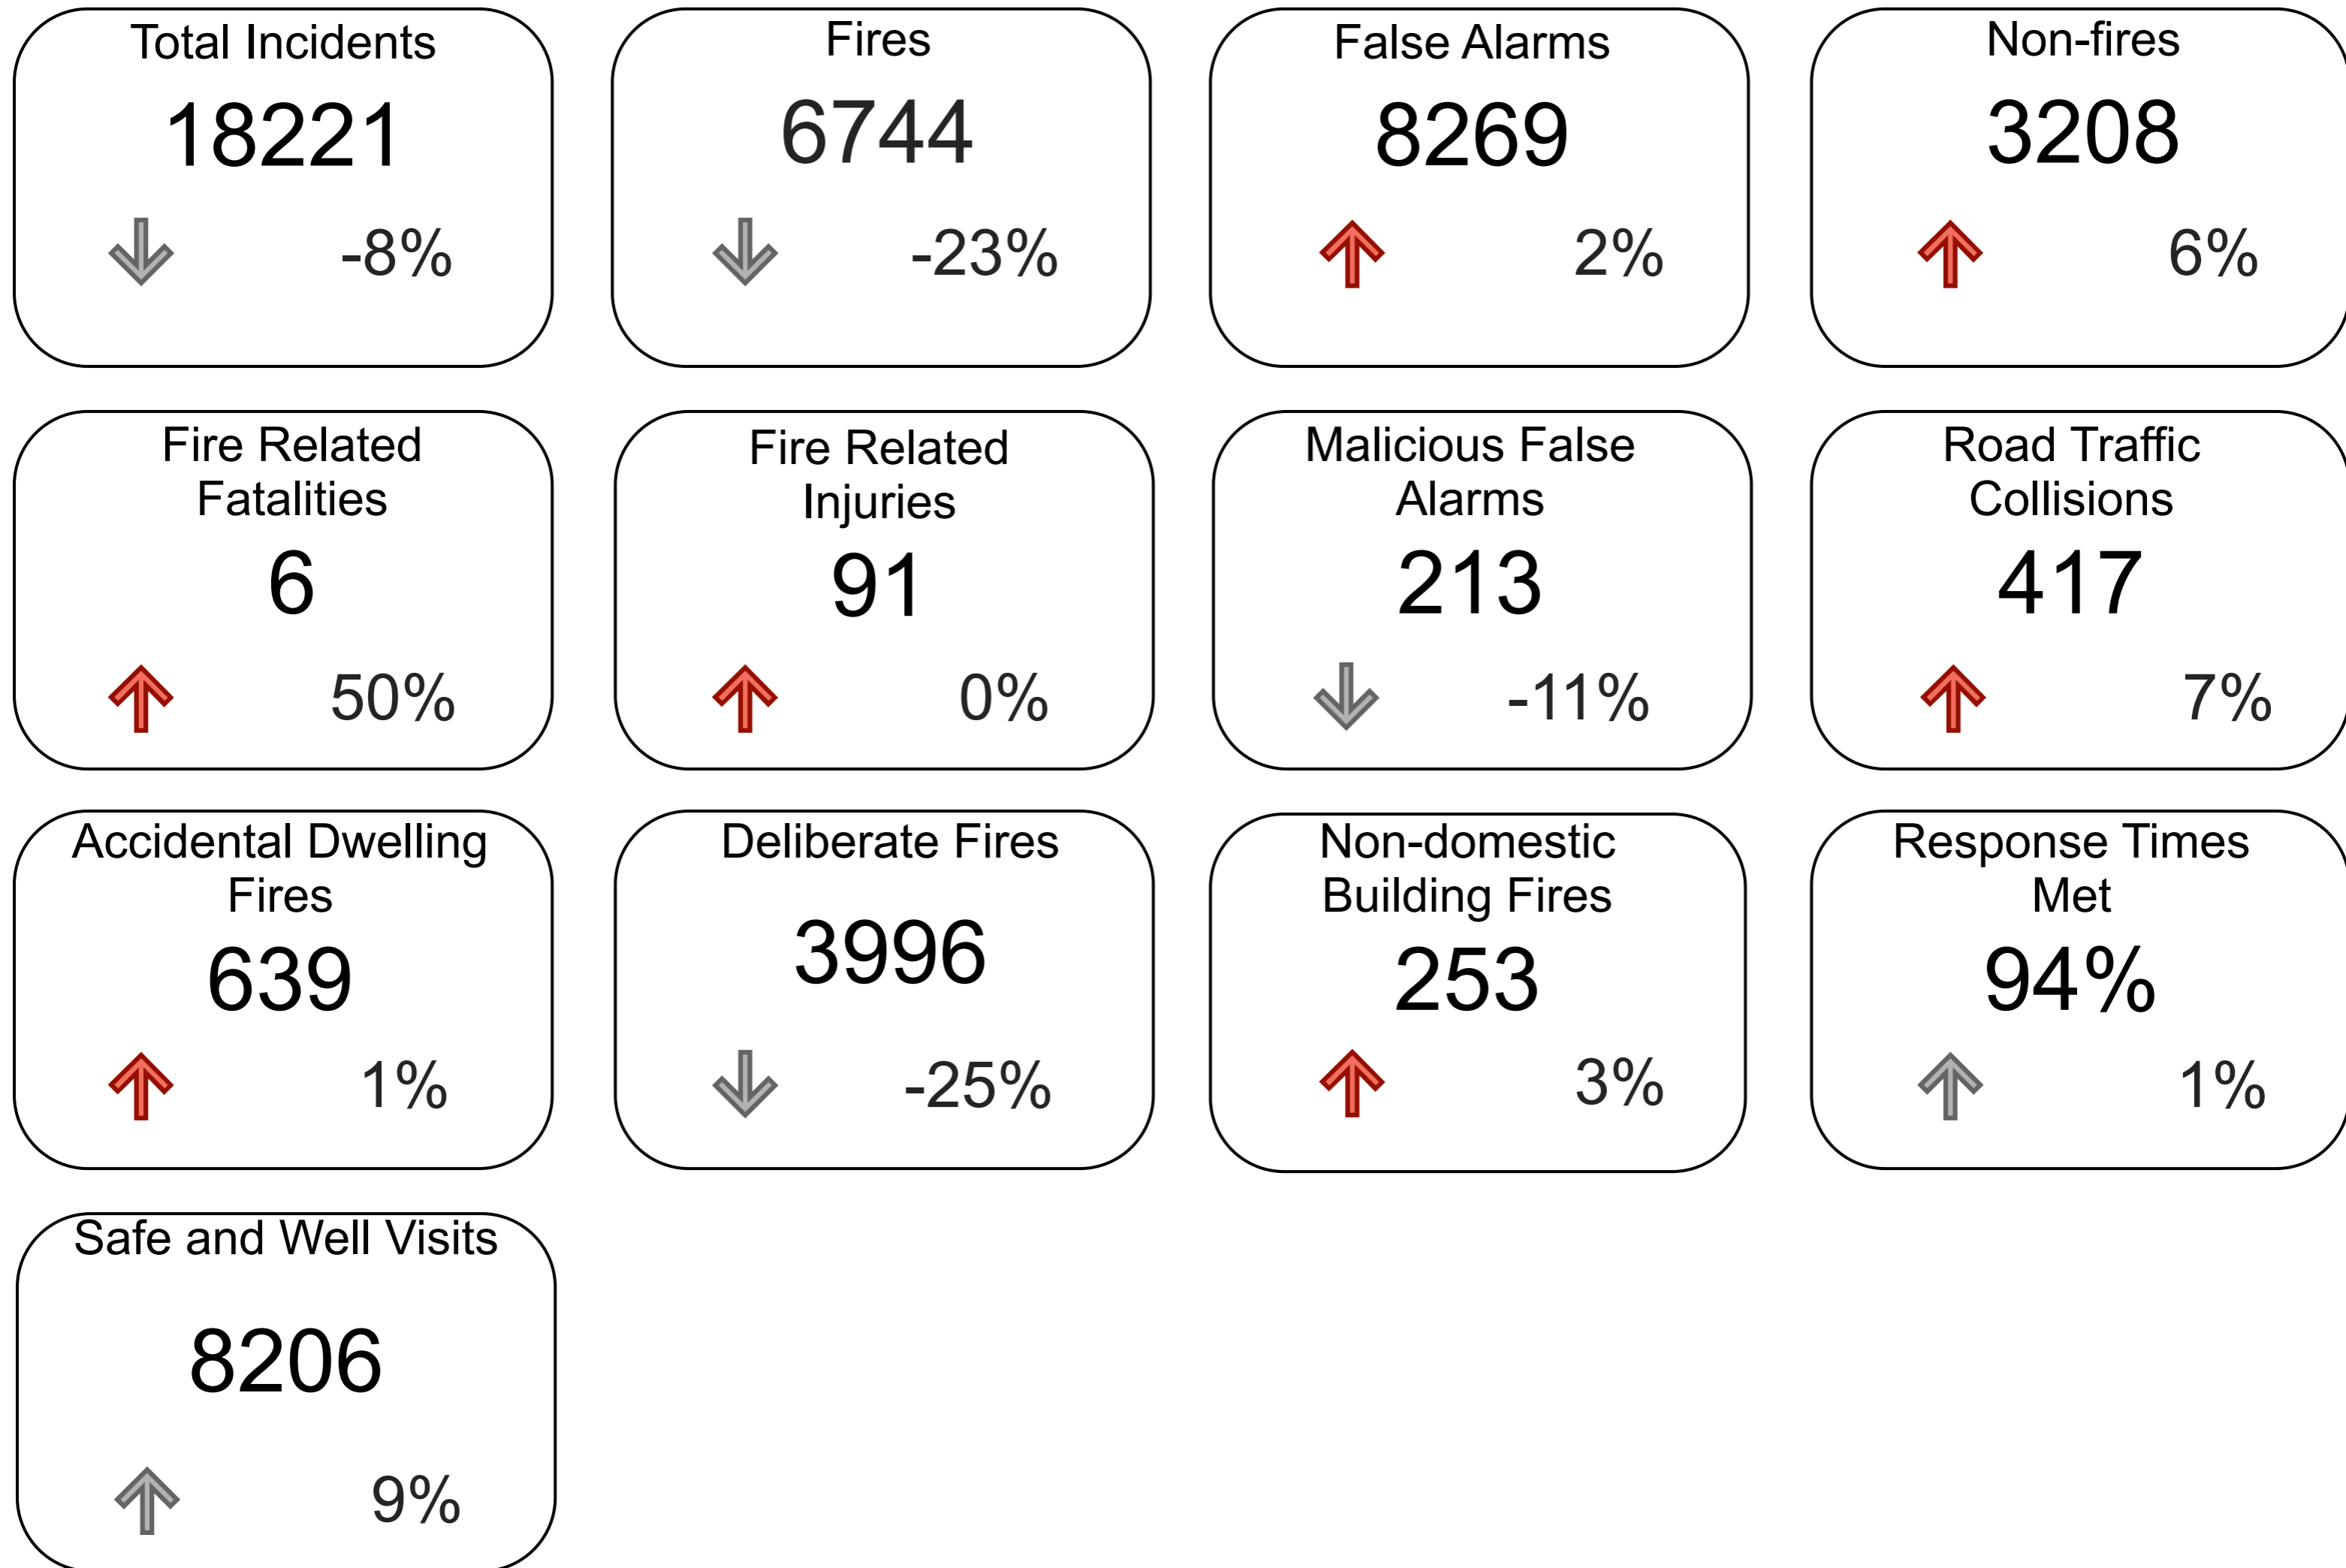 Total Incidents
18221
-8%
Fires
6744
-23%
False Alarms
8269
2%
Non-fires
3208
6%
Fire Related
Fatalities
6
50%
Fire Related
Injuries
91
0%
Malicious False
Alarms
213
-11%
Road Traffic
Collisions
417
7%
Accidental Dwelling
Fires
639
1%
Deliberate Fires
3996
-25%
Non-domestic
Building Fires
253
3%
Response Times
Met
94%
1%
Safe and Well Visits
8206
9%